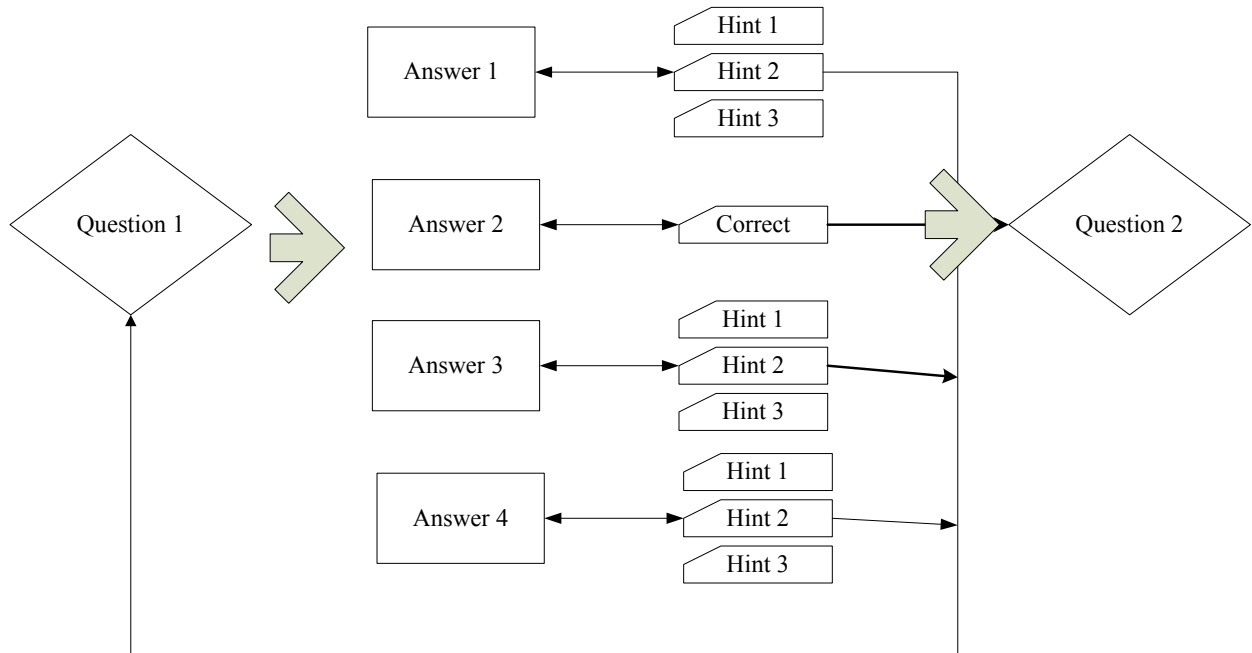 Question 1
Answer 1
Hint 1
Hint 2
Hint 3
Answer 2
Correct
Question 2
Answer 3
Hint 1
Hint 2
Hint 3
Answer 4
Hint 1
Hint 2
Hint 3